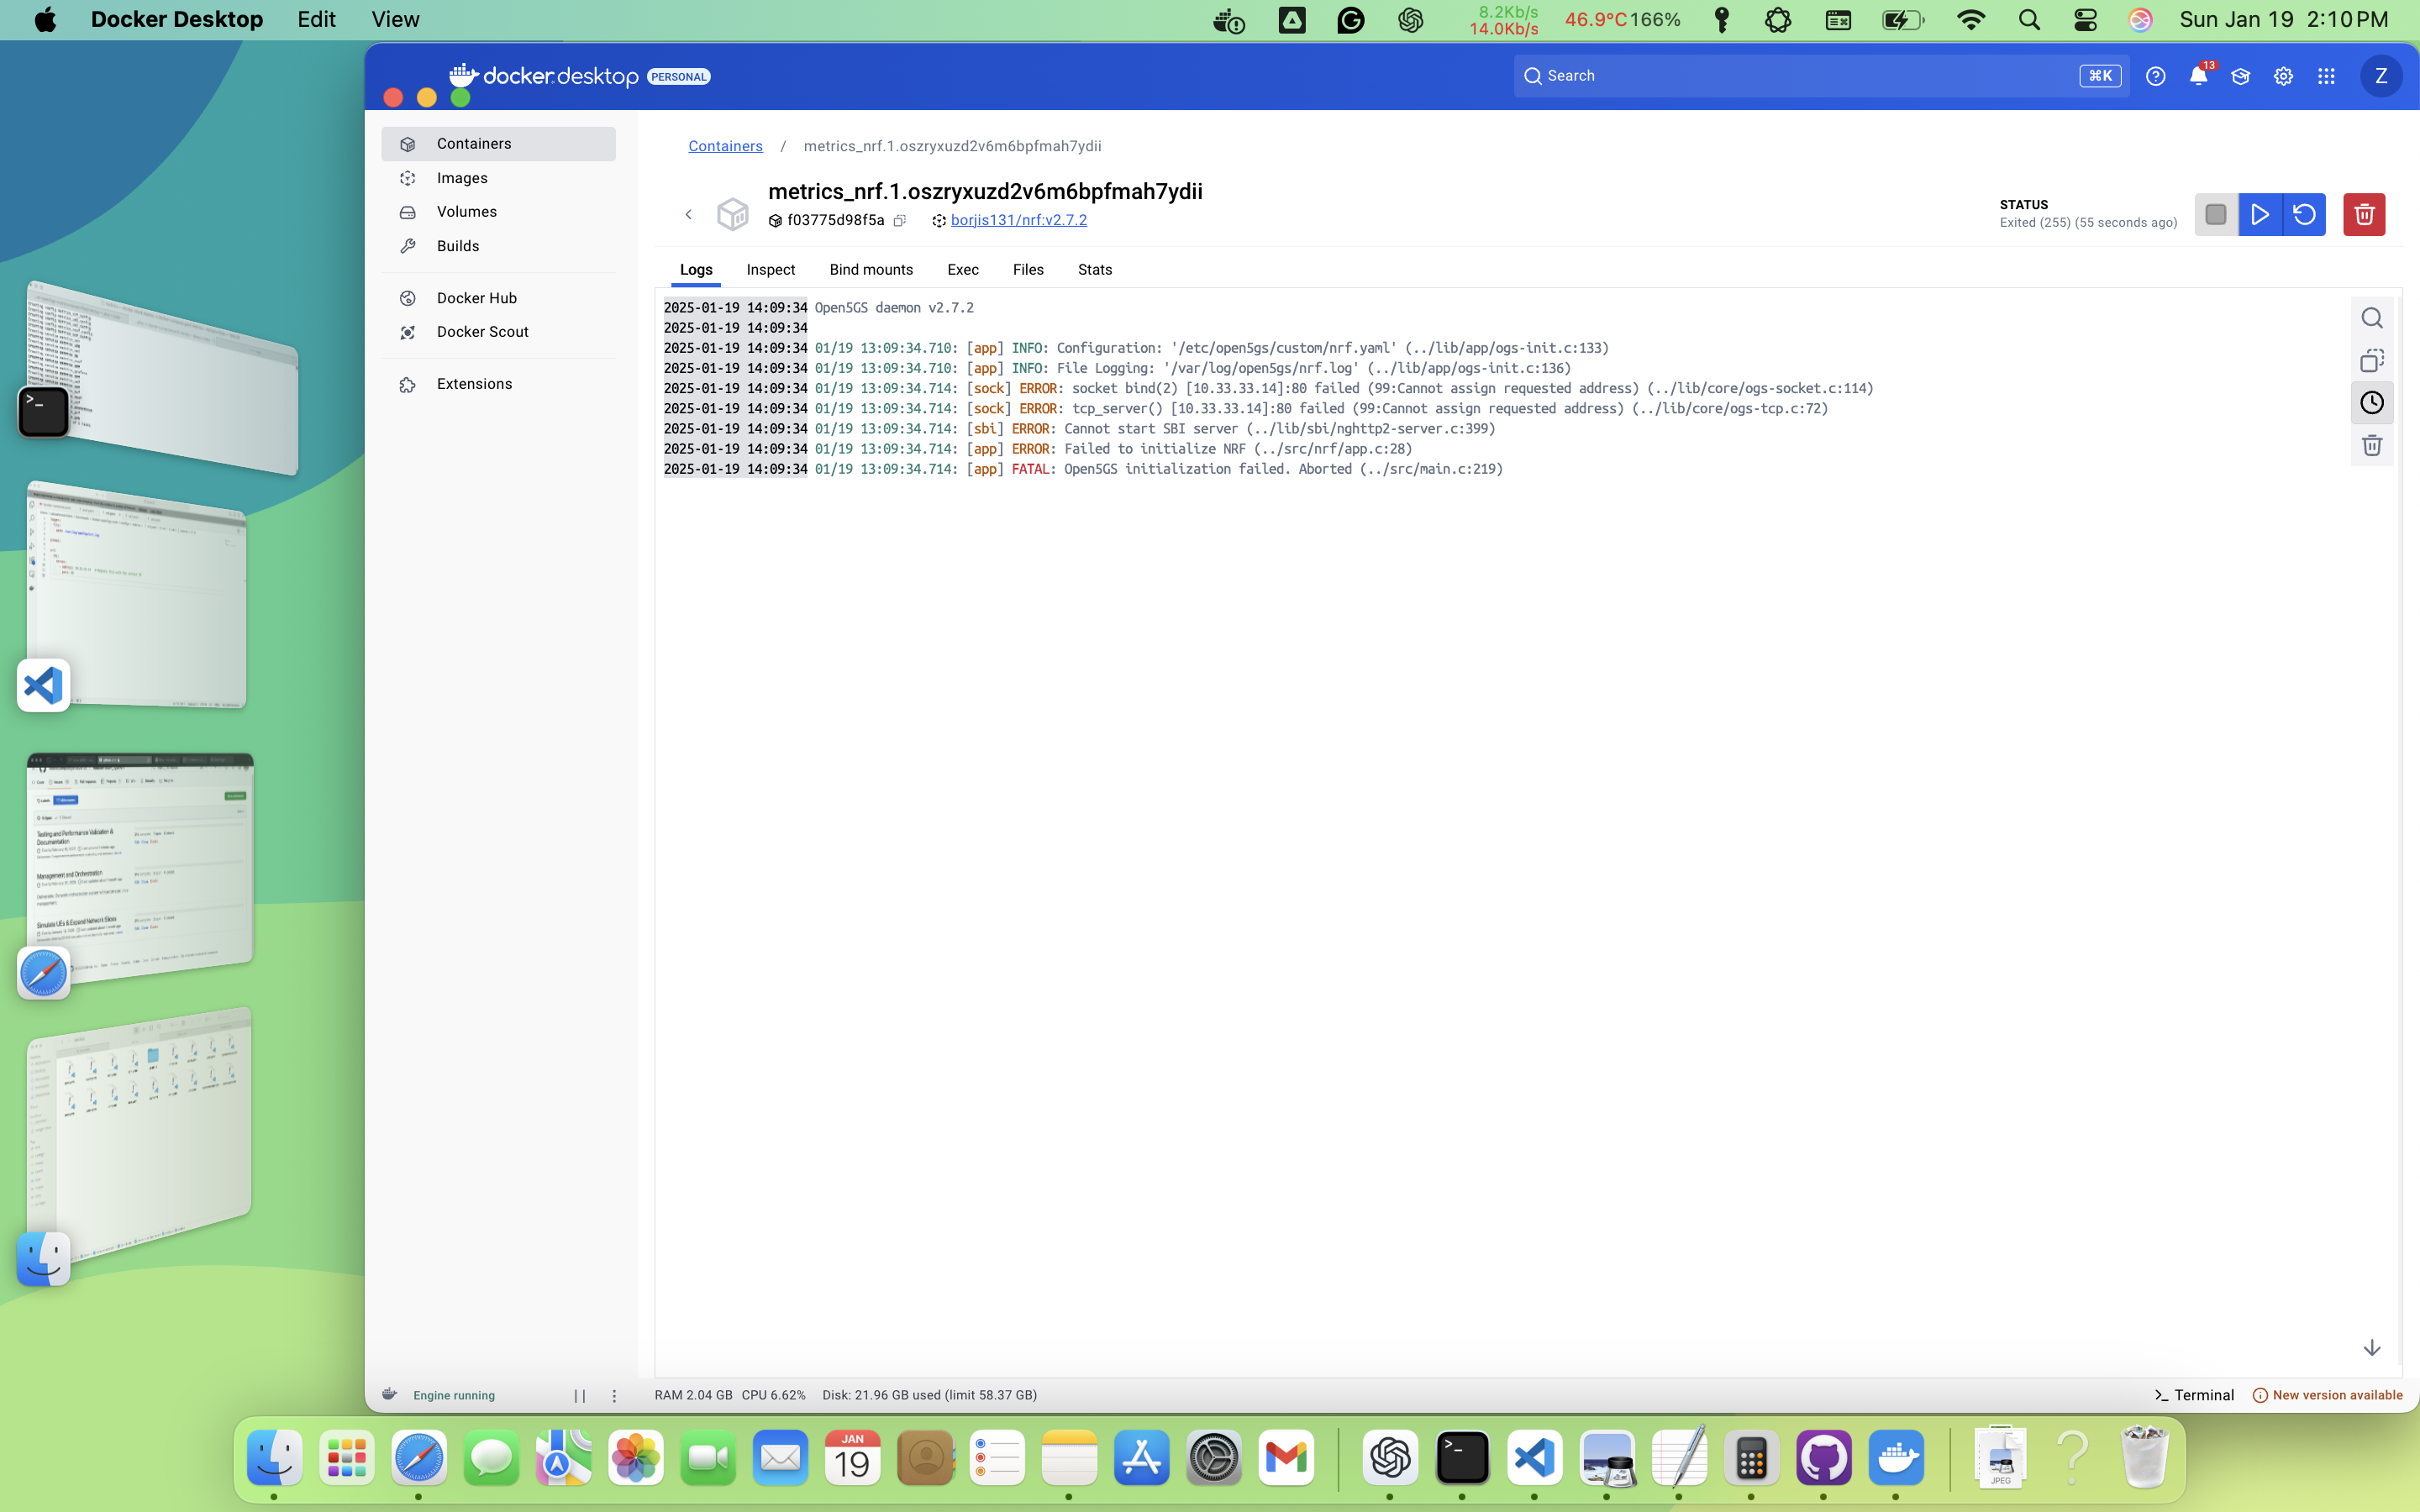 Docker Desktop Edit View
8.2Kb/s
14.0Kb/s
46.9°C 166%
Sun Jan 19 2:10 PM
docker desktop PERSONAL
Search
⌘K
13
Z
Containers
Images
Volumes
Builds
Docker Hub
Docker Scout
Extensions
Containers / metrics_nrf.1.oszryxuzd2v6m6bpfmah7ydii
metrics_nrf.1.oszryxuzd2v6m6bpfmah7ydii
f03775d98f5a borjis131/nrf:v2.7.2
STATUS
Exited (255) (55 seconds ago)
Logs Inspect Bind mounts Exec Files Stats
2025-01-19 14:09:34 Open5GS daemon v2.7.2
2025-01-19 14:09:34
2025-01-19 14:09:34 01/19 13:09:34.710: [app] INFO: Configuration: '/etc/open5gs/custom/nrf.yaml' (../lib/app/ogs-init.c:133)
2025-01-19 14:09:34 01/19 13:09:34.710: [app] INFO: File Logging: '/var/log/open5gs/nrf.log' (../lib/app/ogs-init.c:136)
2025-01-19 14:09:34 01/19 13:09:34.714: [sock] ERROR: socket bind(2) [10.33.33.14]:80 failed (99:Cannot assign requested address) (../lib/core/ogs-socket.c:114)
2025-01-19 14:09:34 01/19 13:09:34.714: [sock] ERROR: tcp_server() [10.33.33.14]:80 failed (99:Cannot assign requested address) (../lib/core/ogs-tcp.c:72)
2025-01-19 14:09:34 01/19 13:09:34.714: [sbi] ERROR: Cannot start SBI server (../lib/sbi/nghttp2-server.c:399)
2025-01-19 14:09:34 01/19 13:09:34.714: [app] ERROR: Failed to initialize NRF (../src/nrf/app.c:28)
2025-01-19 14:09:34 01/19 13:09:34.714: [app] FATAL: Open5GS initialization failed. Aborted (../src/main.c:219)
Testing and Performance Validation &
Documentation
Management and Orchestration
Simulate UEs & Expand Network Slices
Engine running
RAM 2.04 GB CPU 6.62% Disk: 21.96 GB used (limit 58.37 GB)
Terminal
New version available
JAN
19
JPEG